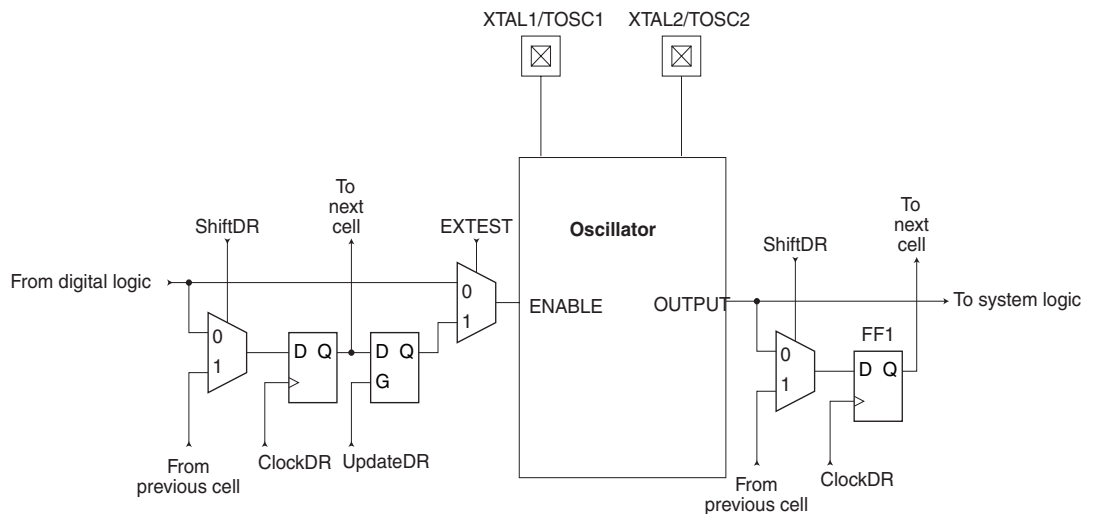 XTAL1/TOSC1
XTAL2/TOSC2
To
next
cell
ShiftDR
EXTEST
Oscillator
To
next
cell
ShiftDR
From digital logic
0
1
ENABLE
OUTPUT
To system logic
0
1
D Q
D Q
G
FF1
0
1
D Q
From
previous cell
ClockDR
UpdateDR
From
previous cell
ClockDR